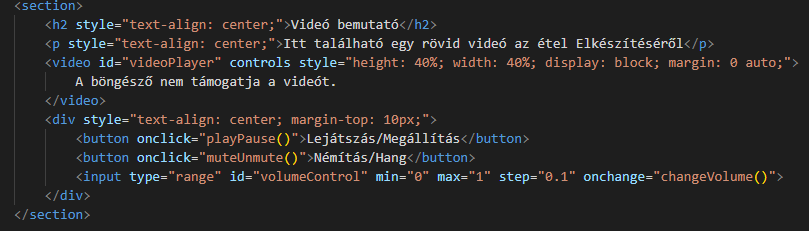 <section>
<h2 style="text-align: center;">Videó bemutató</h2>
<p style="text-align: center;">Itt található egy rövid videó az étel Elkészítéséről</p>
<video id="videoPlayer" controls style="height: 40%; width: 40%; display: block; margin: 0 auto;">
A böngésző nem támogatja a videót.
</video>
<div style="text-align: center; margin-top: 10px;">
<button onclick="playPause()">Lejátszás/Megállítás</button>
<button onclick="muteUnmute()">Némítás/Hang</button>
<input type="range" id="volumeControl" min="0" max="1" step="0.1" onchange="changeVolume()">
</div>
</section>